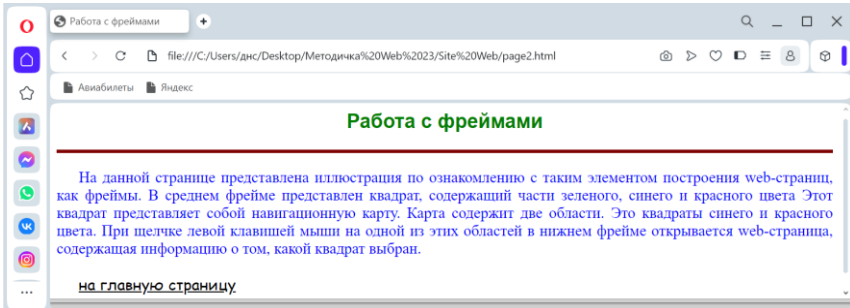 Работа с фреймами
file:///C:/Users/днс/Desktop/Методичка%20Web%2023/Site%20Web/page2.html
Авиабилеты Яндекс
Работа с фреймами
На данной странице представлена иллюстрация по ознакомлению с таким элементом построения web-страниц,
как фреймы. В среднем фрейме представлен квадрат, содержащий части зеленого, синего и красного цвета Этот
квадрат представляет собой навигационную карту. Карта содержит две области. Это квадраты синего и красного
цвета. При щелчке левой клавишей мыши на одной из этих областей в нижнем фрейме открывается web-страница,
содержащая информацию о том, какой квадрат выбран.
на главную страницу